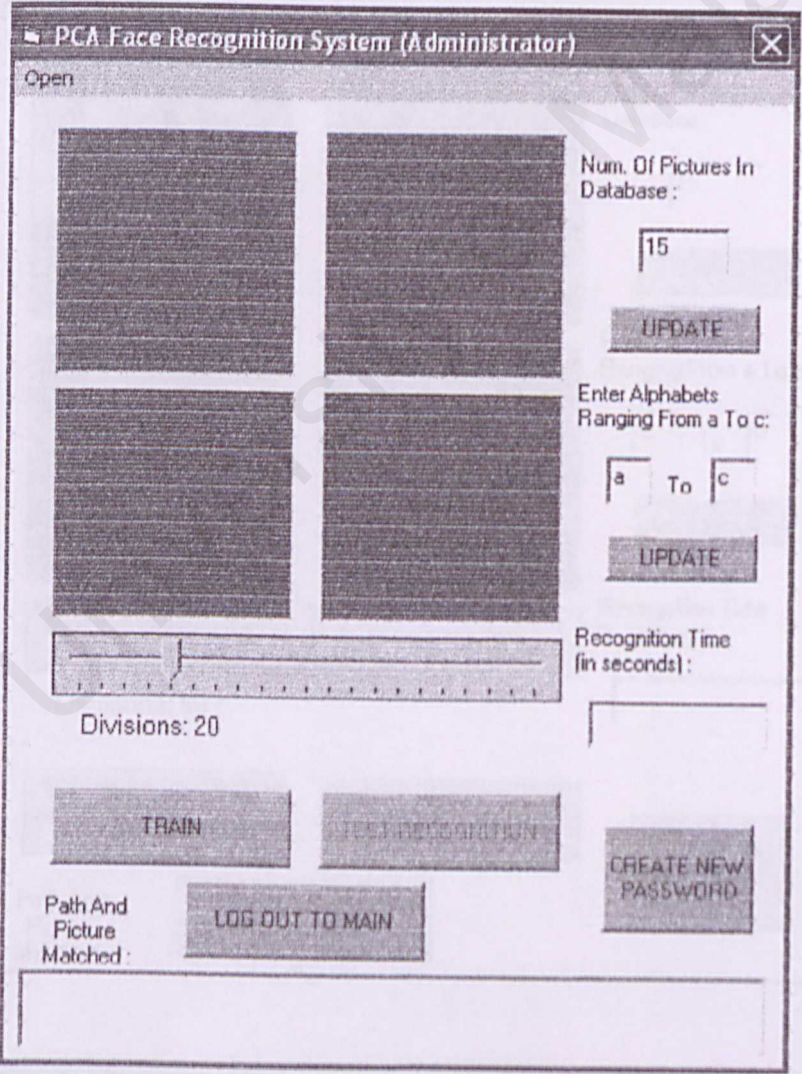 PCA Face Recognition System (Administrator)
Open
Num. Of Pictures In
Database :
15
UPDATE
Enter Alphabets
Ranging From a To c:
a To c
UPDATE
Recognition Time
(in seconds) :
Divisions: 20
TRAIN
TEST RECOGNITION
CREATE NEW
PASSWORD
LOG OUT TO MAIN
Path And
Picture
Matched :